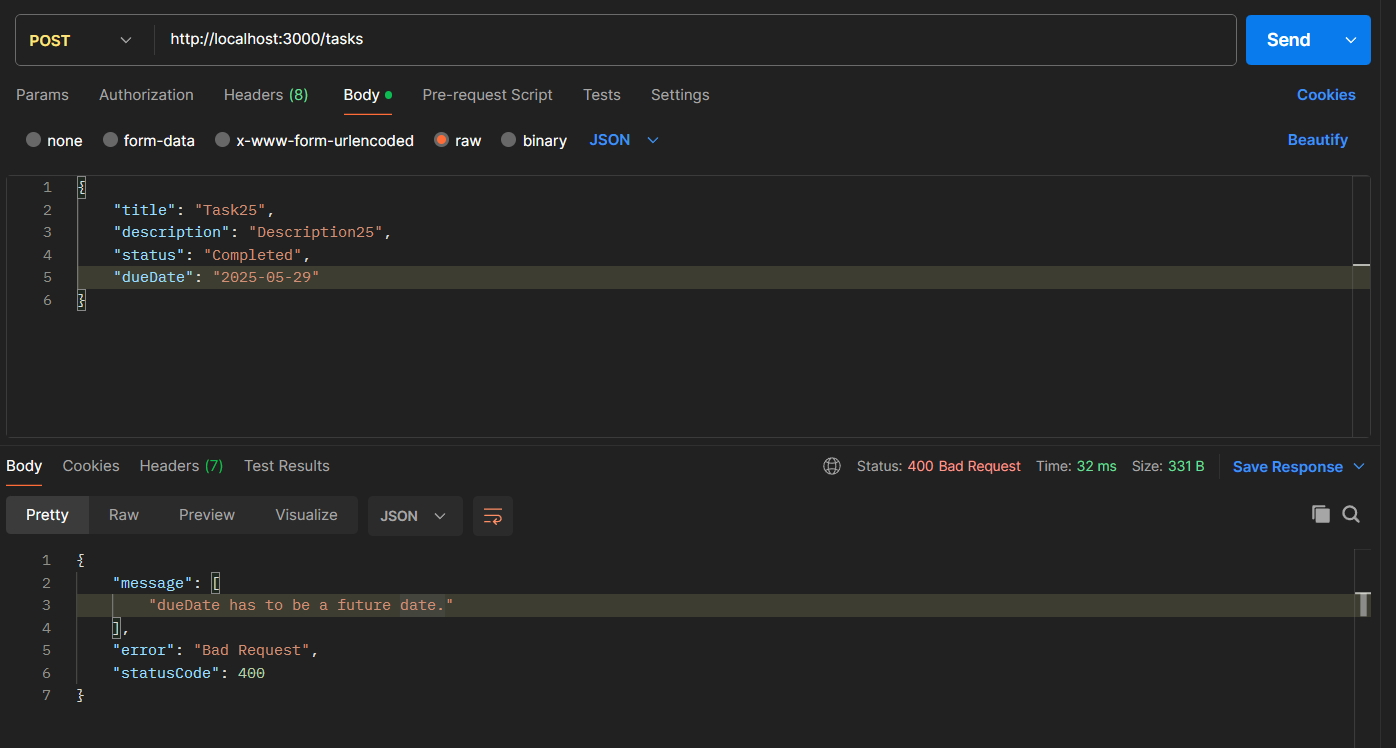 POST http://localhost:3000/tasks Send
Params Authorization Headers (8) Body Pre-request Script Tests Settings Cookies
none form-data x-www-form-urlencoded raw binary JSON Beautify
1 {
2 "title": "Task25",
3 "description": "Description25",
4 "status": "Completed",
5 "dueDate": "2025-05-29"
6 }
Body Cookies Headers (7) Test Results Status: 400 Bad Request Time: 32 ms Size: 331 B Save Response
Pretty Raw Preview Visualize JSON
1 {
2 "message": [
3 "dueDate has to be a future date."
4 ],
5 "error": "Bad Request",
6 "statusCode": 400
7 }